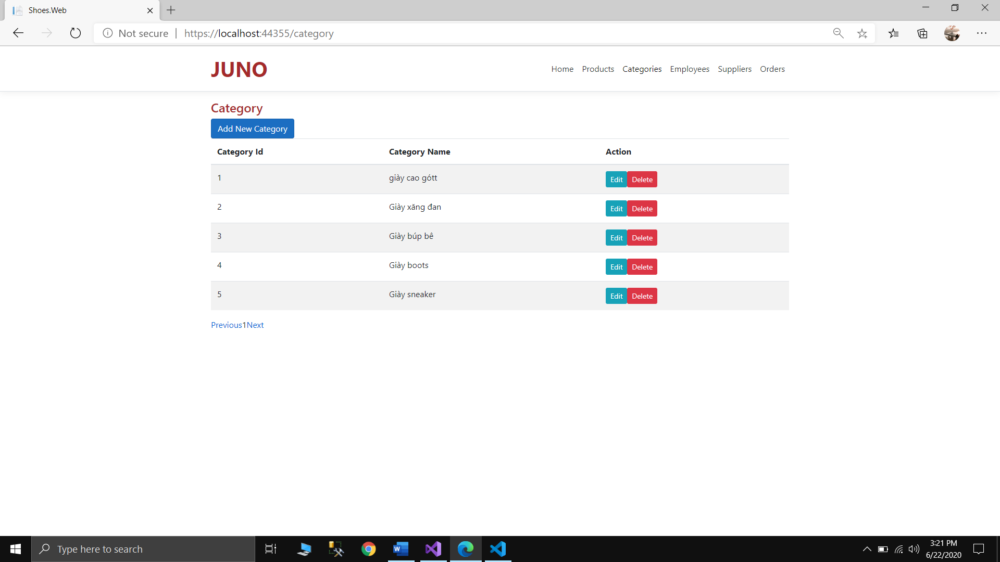 Shoes.Web
Not secure | https://localhost:44355/category
JUNO
Home Products Categories Employees Suppliers Orders
Category
Add New Category
Category Id Category Name Action
1 giày cao gótt Edit Delete
2 Giày xăng đan Edit Delete
3 Giày búp bê Edit Delete
4 Giày boots Edit Delete
5 Giày sneaker Edit Delete
Previous1Next
Type here to search
3:21 PM
6/22/2020